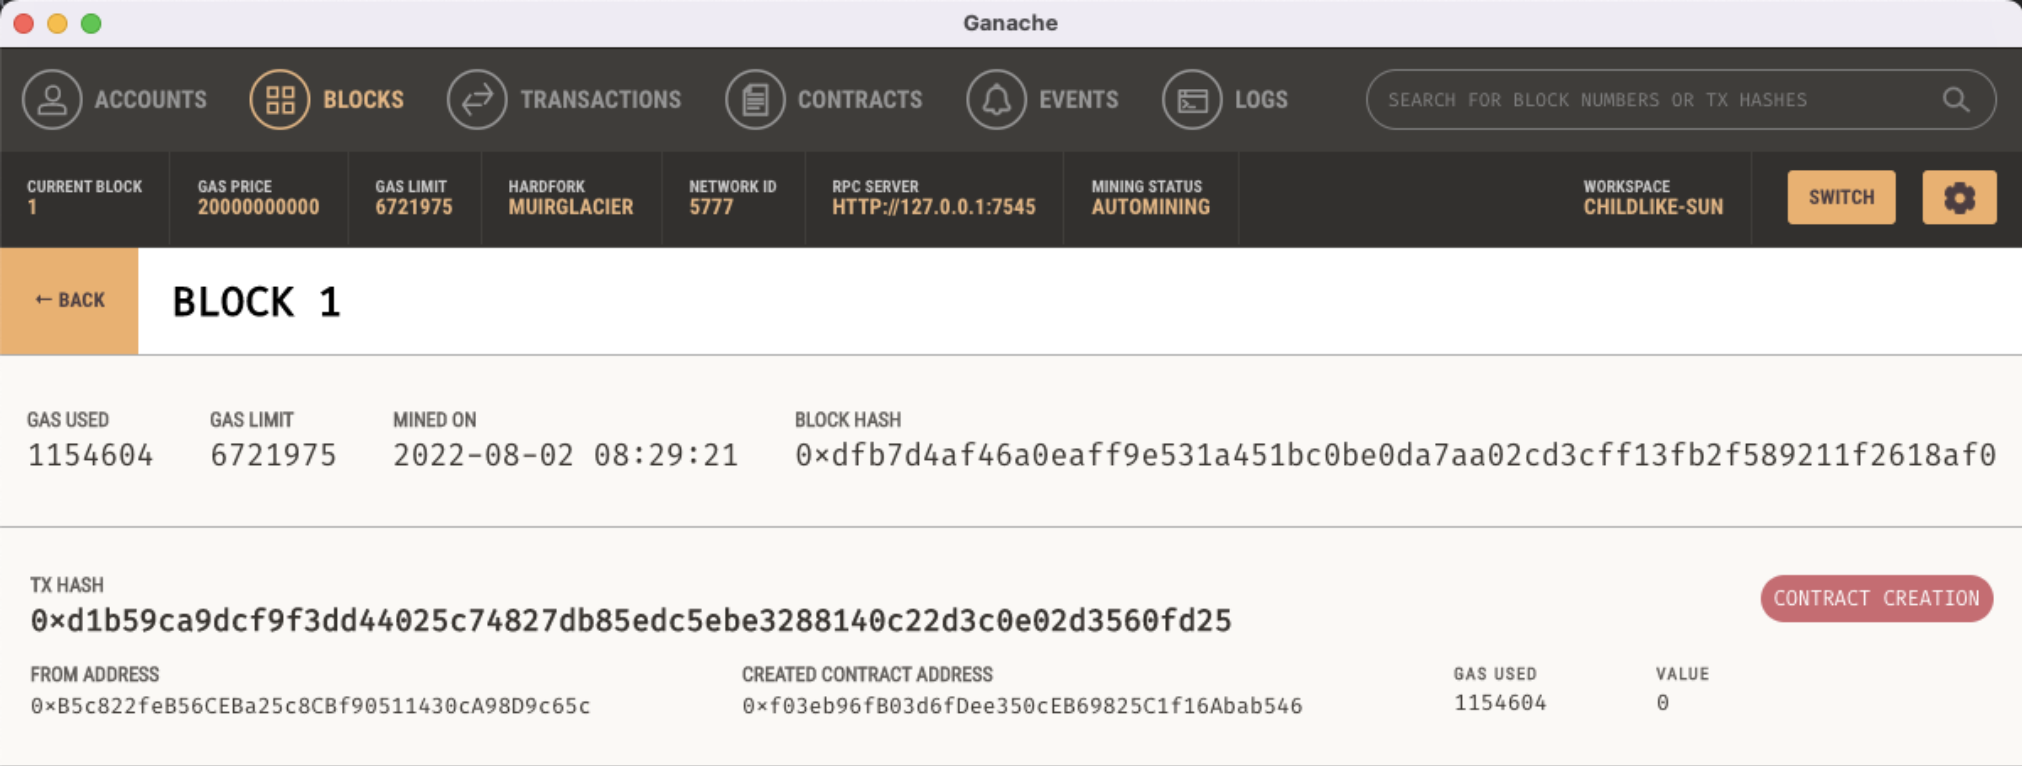 Ganache
ACCOUNTS BLOCKS TRANSACTIONS CONTRACTS EVENTS LOGS SEARCH FOR BLOCK NUMBERS OR TX HASHES
CURRENT BLOCK GAS PRICE GAS LIMIT HARDFORK NETWORK ID RPC SERVER MINING STATUS WORKSPACE
1 20000000000 6721975 MUIRGLACIER 5777 HTTP://127.0.0.1:7545 AUTOMINING CHILDLIKE-SUN
SWITCH
← BACK BLOCK 1
GAS USED GAS LIMIT MINED ON BLOCK HASH
1154604 6721975 2022-08-02 08:29:21 0×dfb7d4af46a0eaff9e531a451bc0be0da7aa02cd3cff13fb2f589211f2618af0
TX HASH
0×d1b59ca9dcf9f3dd44025c74827db85edc5ebe3288140c22d3c0e02d3560fd25 CONTRACT CREATION
FROM ADDRESS CREATED CONTRACT ADDRESS GAS USED VALUE
0×B5c822feB56CEBa25c8CBf90511430cA98D9c65c 0×f03eb96fB03d6fDee350cEB69825C1f16Abab546 1154604 0